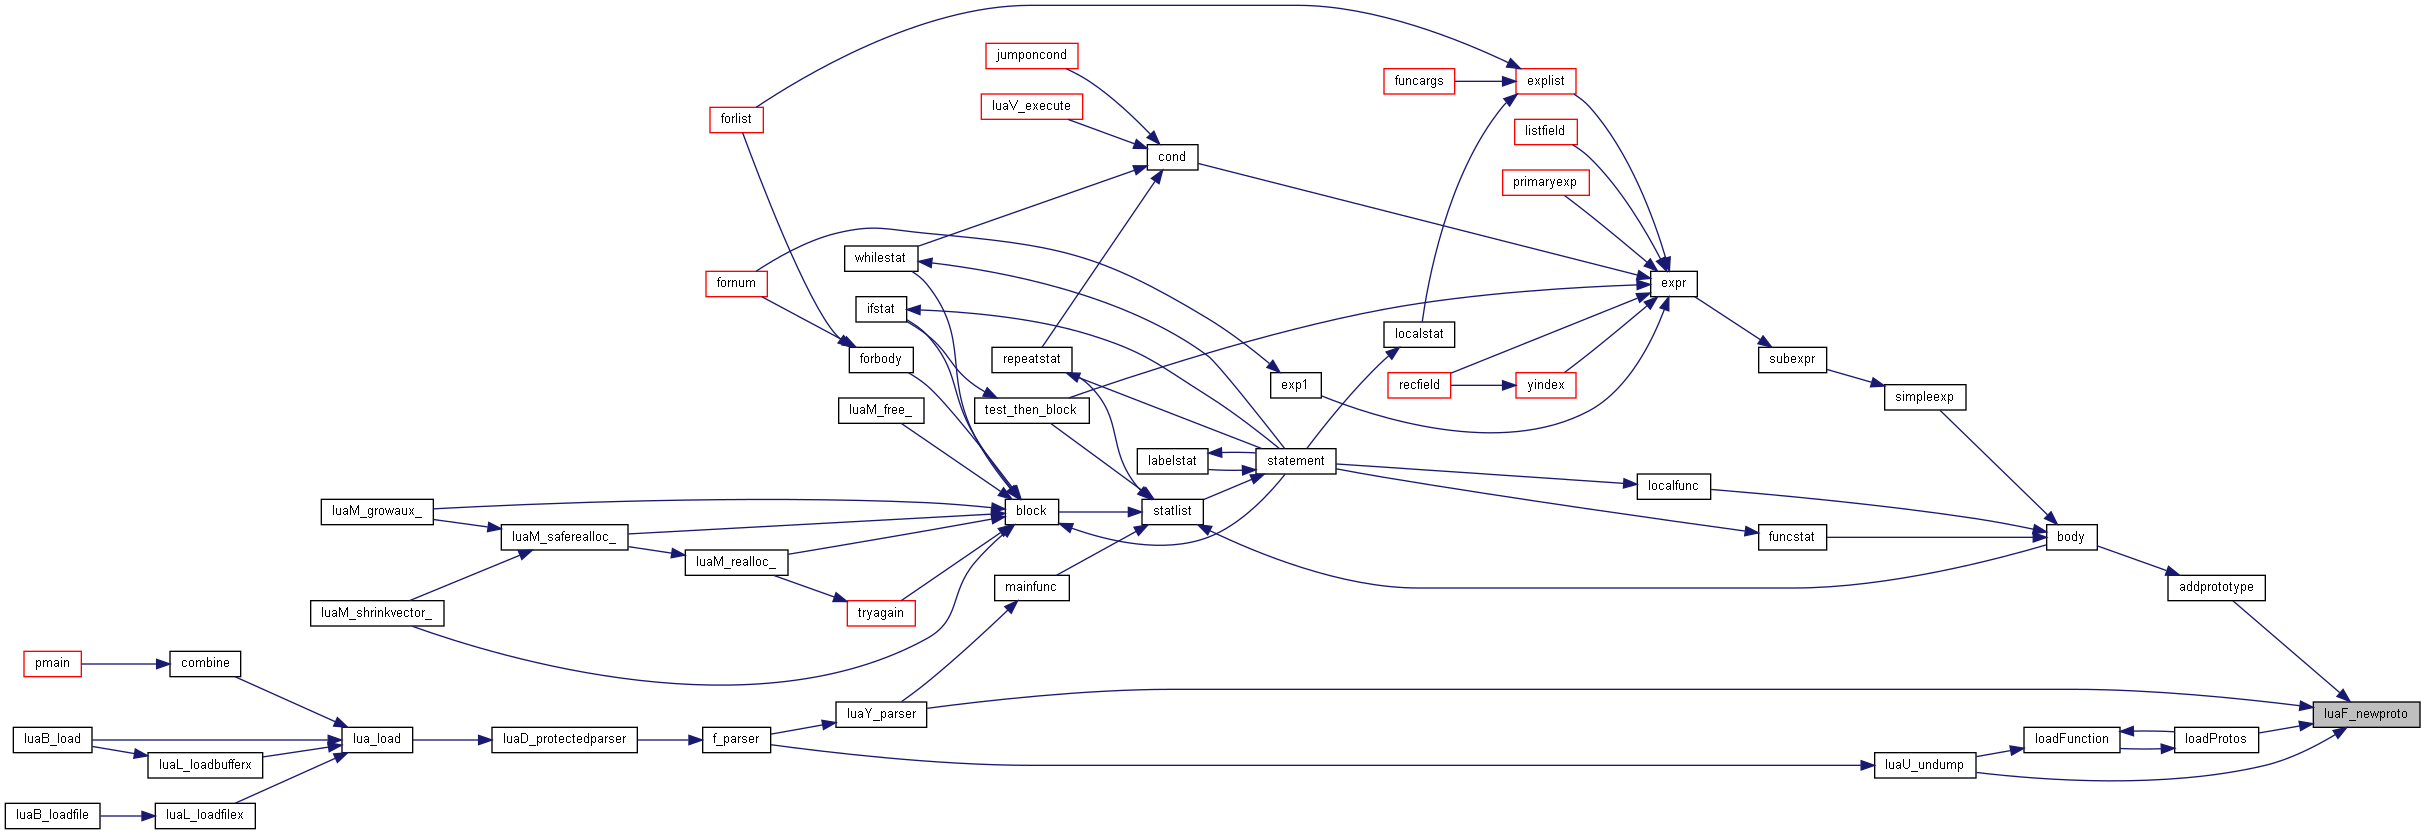 jumponcond
funcargs
explist
luaV_execute
forlist
listfield
cond
primaryexp
whilestat
fornum
expr
ifstat
localstat
forbody
repeatstat
subexpr
exp1
recfield
yindex
simpleexp
luaM_free_
test_then_block
labelstat
statement
localfunc
luaM_growaux_
block
statlist
luaM_saferealloc_
funcstat
body
luaM_realloc_
mainfunc
addprototype
luaM_shrinkvector_
tryagain
pmain
combine
luaY_parser
luaF_newproto
luaB_load
lua_load
luaD_protectedparser
f_parser
loadFunction
loadProtos
luaL_loadbufferx
luaU_undump
luaB_loadfile
luaL_loadfilex